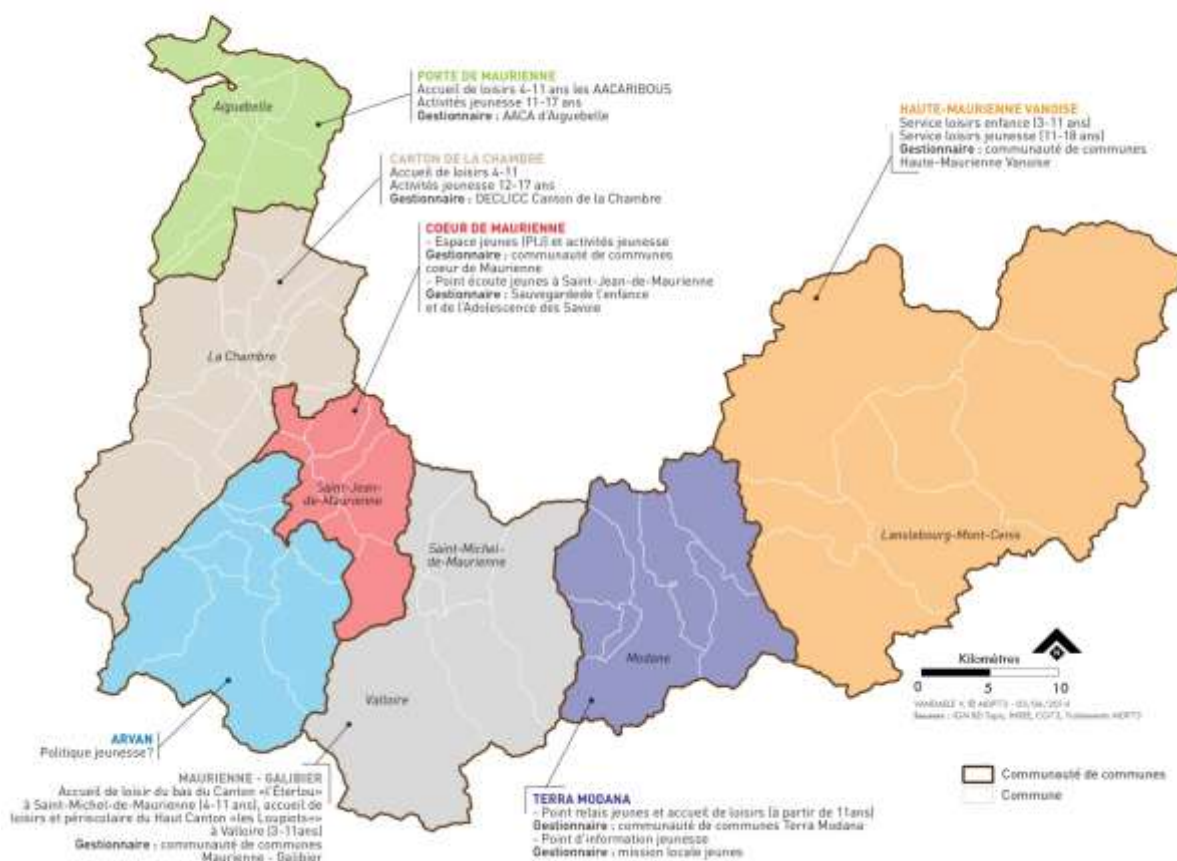 PORTE DE MAURIENNE
Accueil de loisirs 4-11 ans les AACARIBOUS
Activités jeunesse 11-17 ans
Gestionnaire : AACA d'Aiguebelle
Aiguebelle
HAUTE-MAURIENNE VANOISE
Service loisirs enfance (3-11 ans)
Service loisirs jeunesse (11-18 ans)
Gestionnaire : communauté de communes
Haute-Maurienne Vanoise
CANTON DE LA CHAMBRE
Accueil de loisirs 4-11
Activités jeunesse 12-17 ans
Gestionnaire : DECLICC Canton de la Chambre
COEUR DE MAURIENNE
- Espace jeunes (PIJ) et activités jeunesse
Gestionnaire : communauté de communes
coeur de Maurienne
- Point écoute jeunes à Saint-Jean-de-Maurienne
Gestionnaire : Sauvegardede l'enfance
et de l'Adolescence des Savoie
La Chambre
Saint-Jean-
de-Maurienne
Saint-Michel-
de-Maurienne
Lanslebourg-Mont-Cenis
Modane
Valloire
Kilomètres
N
0 5 10
03/06/2014
Sources : IGN BD Topo, INSEE,
ARVAN
Politique jeunesse?
MAURIENNE - GALIBIER
Accueil de loisir du bas du Canton «l'Éterlou»
à Saint-Michel-de-Maurienne (4-11 ans), accueil de
loisirs et périscolaire du Haut Canton «les Loupiots»
à Valloire (3-11ans)
Gestionnaire : communauté de communes
Maurienne - Galibier
TERRA MODANA
- Point relais jeunes et accueil de loisirs (à partir de 11ans)
Gestionnaire : communauté de communes Terra Modana
- Point d'information jeunesse
Gestionnaire : mission locale jeunes
Communauté de communes
Commune